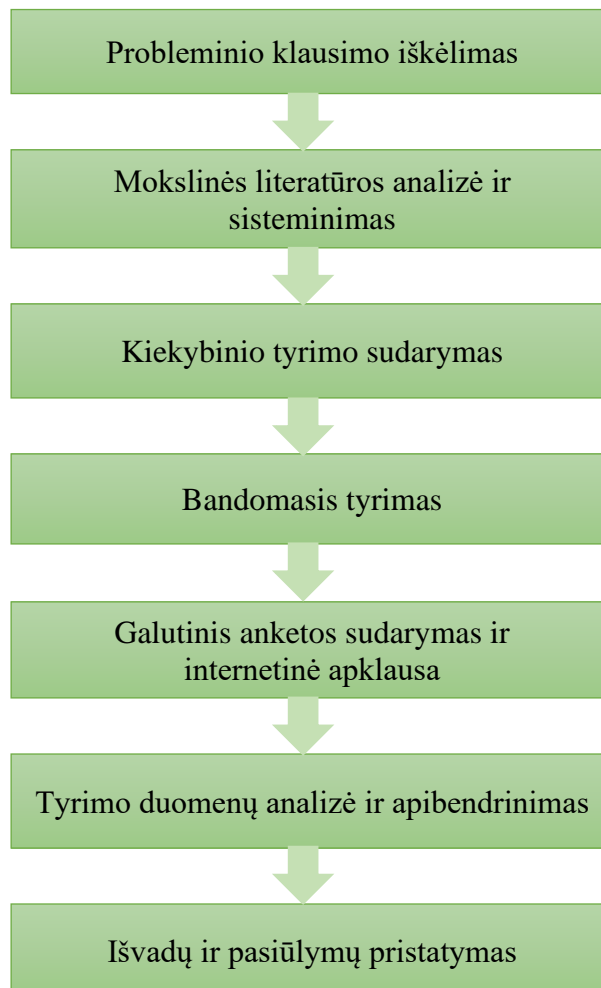 Probleminio klausimo iškėlimas
Mokslinės literatūros analizė ir
sisteminimas
Kiekybinio tyrimo sudarymas
Bandomasis tyrimas
Galutinis anketos sudarymas ir
internetinė apklausa
Tyrimo duomenų analizė ir apibendrinimas
Išvadų ir pasiūlymų pristatymas